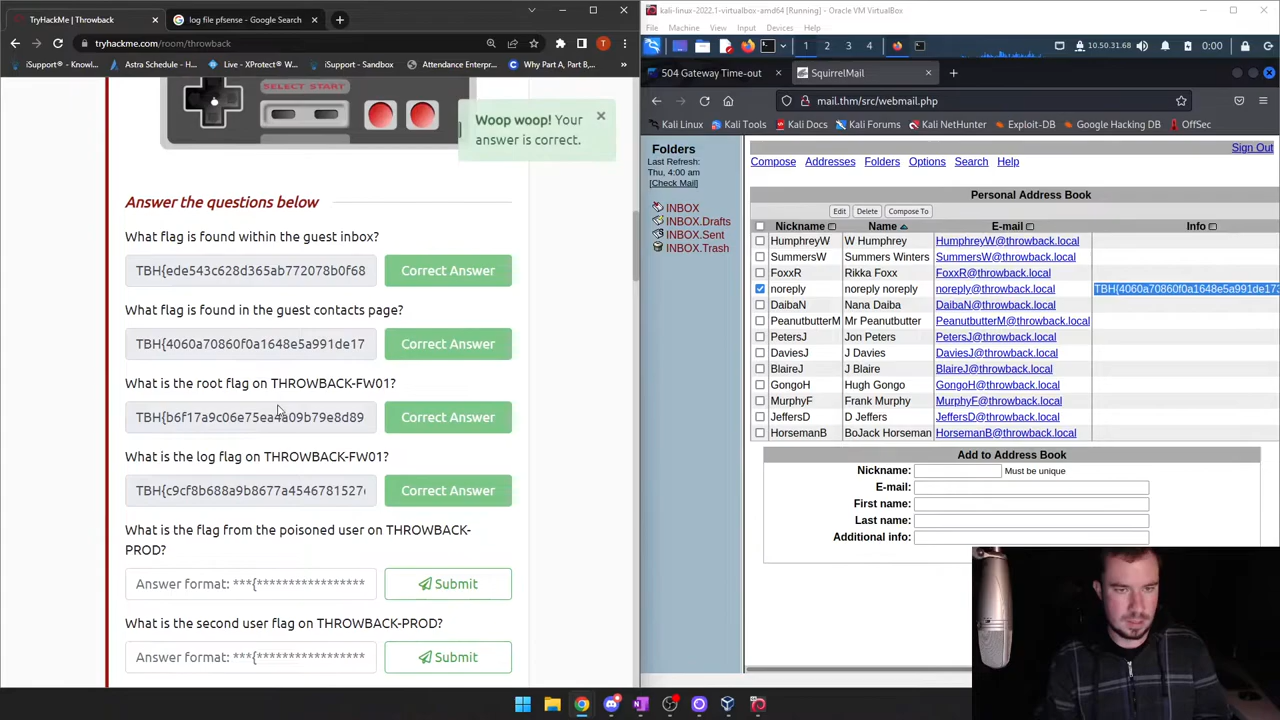 TryHackMe | Throwback
log file pfsense - Google Search
tryhackme.com/room/throwback
iSupport® - Knowl...
Astra Schedule - H...
Live - XProtect® W...
iSupport - Sandbox
Attendance Enterpr...
Why Part A, Part B,...
SELECT START
Woop woop! Your
answer is correct.
Answer the questions below
What flag is found within the guest inbox?
TBH{ede543c628d365ab772078b0f68
Correct Answer
What flag is found in the guest contacts page?
TBH{4060a70860f0a1648e5a991de17
Correct Answer
What is the root flag on THROWBACK-FW01?
Correct Answer
What is the log flag on THROWBACK-FW01?
TBH{c9cf8b688a9b8677a4546781527
Correct Answer
What is the flag from the poisoned user on THROWBACK-
PROD?
Answer format: ***{******************
Submit
What is the second user flag on THROWBACK-PROD?
Answer format: ***{******************
Submit
kali-linux-2022.1-virtualbox-amd64 [Running] - Oracle VM VirtualBox
File Machine View Input Devices Help
1 2 3 4
10.50.31.68
0:00
504 Gateway Time-out
SquirrelMail
mail.thm/src/webmail.php
Kali Linux
Kali Tools
Kali Docs
Kali Forums
Kali NetHunter
Exploit-DB
Google Hacking DB
OffSec
Folders
Last Refresh:
Thu, 4:00 am
[Check Mail]
INBOX
INBOX.Drafts
INBOX.Sent
INBOX.Trash
Sign Out
Compose Addresses Folders Options Search Help
Personal Address Book
Edit Delete Compose To
Nickname Name E-mail Info
HumphreyW W Humphrey HumphreyW@throwback.local
SummersW Summers Winters SummersW@throwback.local
FoxxR Rikka Foxx FoxxR@throwback.local
noreply noreply noreply noreply@throwback.local TBH{4060a70860f0a1648e5a991de173
DaibaN Nana Daiba DaibaN@throwback.local
PeanutbutterM Mr Peanutbutter PeanutbutterM@throwback.local
PetersJ Jon Peters PetersJ@throwback.local
DaviesJ J Davies DaviesJ@throwback.local
BlaireJ J Blaire BlaireJ@throwback.local
GongoH Hugh Gongo GongoH@throwback.local
MurphyF Frank Murphy MurphyF@throwback.local
JeffersD D Jeffers JeffersD@throwback.local
HorsemanB BoJack Horseman HorsemanB@throwback.local
Add to Address Book
Nickname: Must be unique
E-mail:
First name:
Last name:
Additional info: